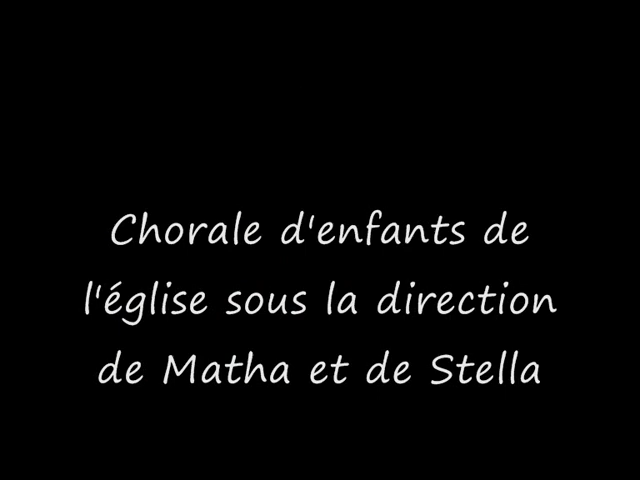 Chorale d'enfants de
l'église sous la direction
de Matha et de Stella